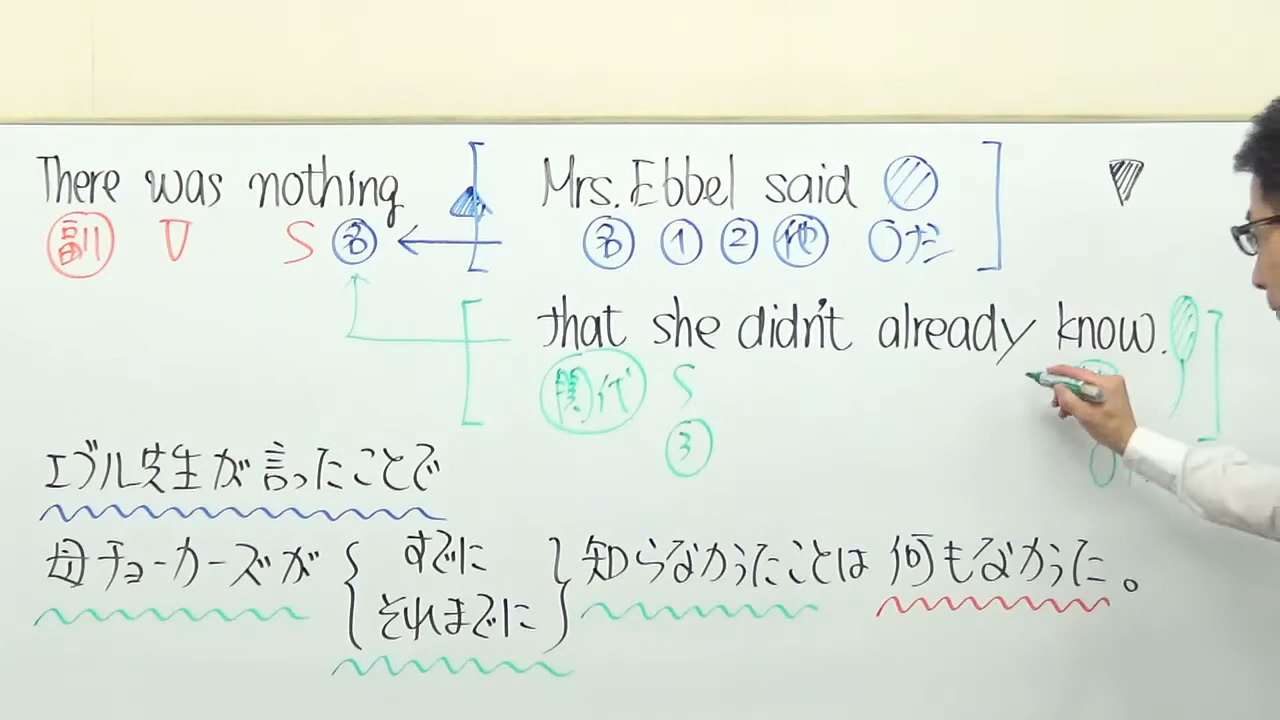 There was nothing [ Mrs. Ebbel said ]
副 V S 名 ← 名 ① ② 他 〇だ
that she didn't already know. ]
関代 S
③
エブル先生が言ったことで
母チョーカーズが { すでに } 知らなかったことは 何もなかった。
それまでに